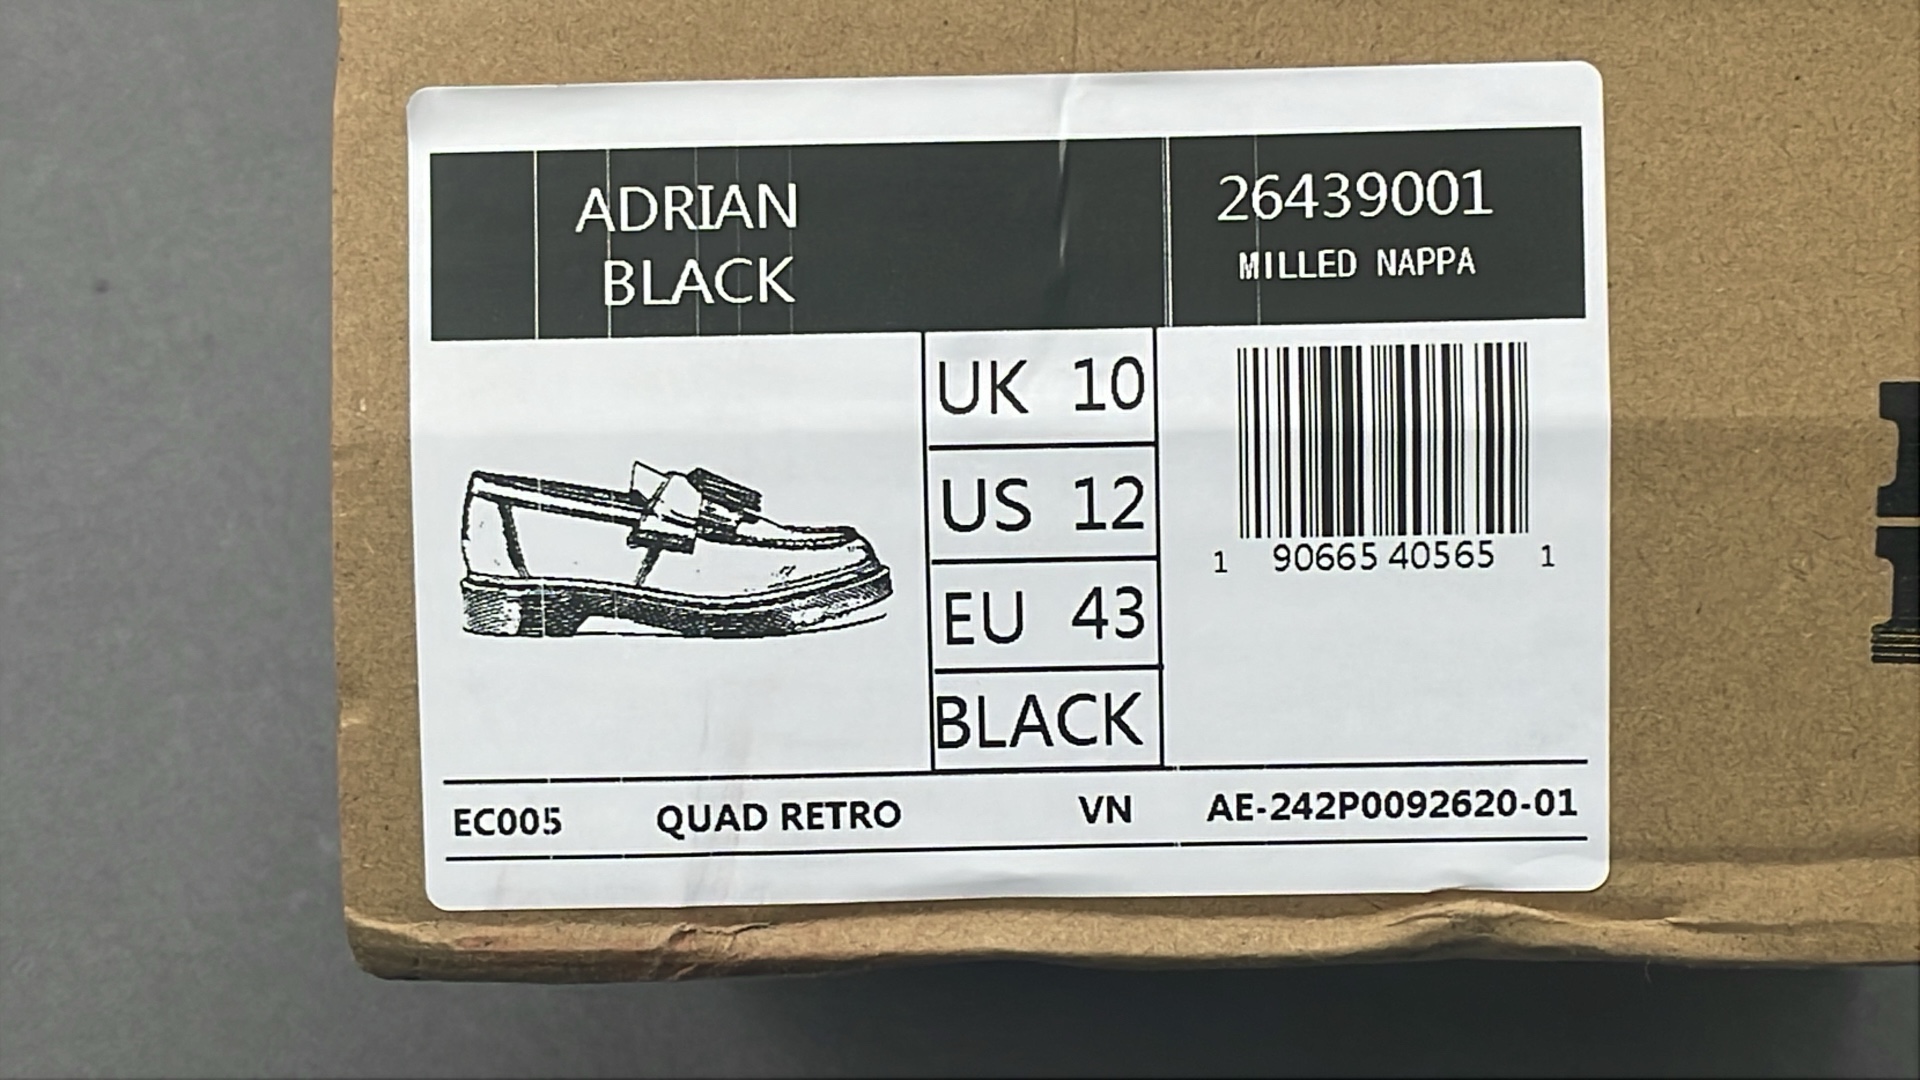 ADRIAN
BLACK
26439001
MILLED NAPPA
UK 10
US 12
EU 43
BLACK
1 90665 40565 1
EC005 QUAD RETRO VN AE-242P0092620-01